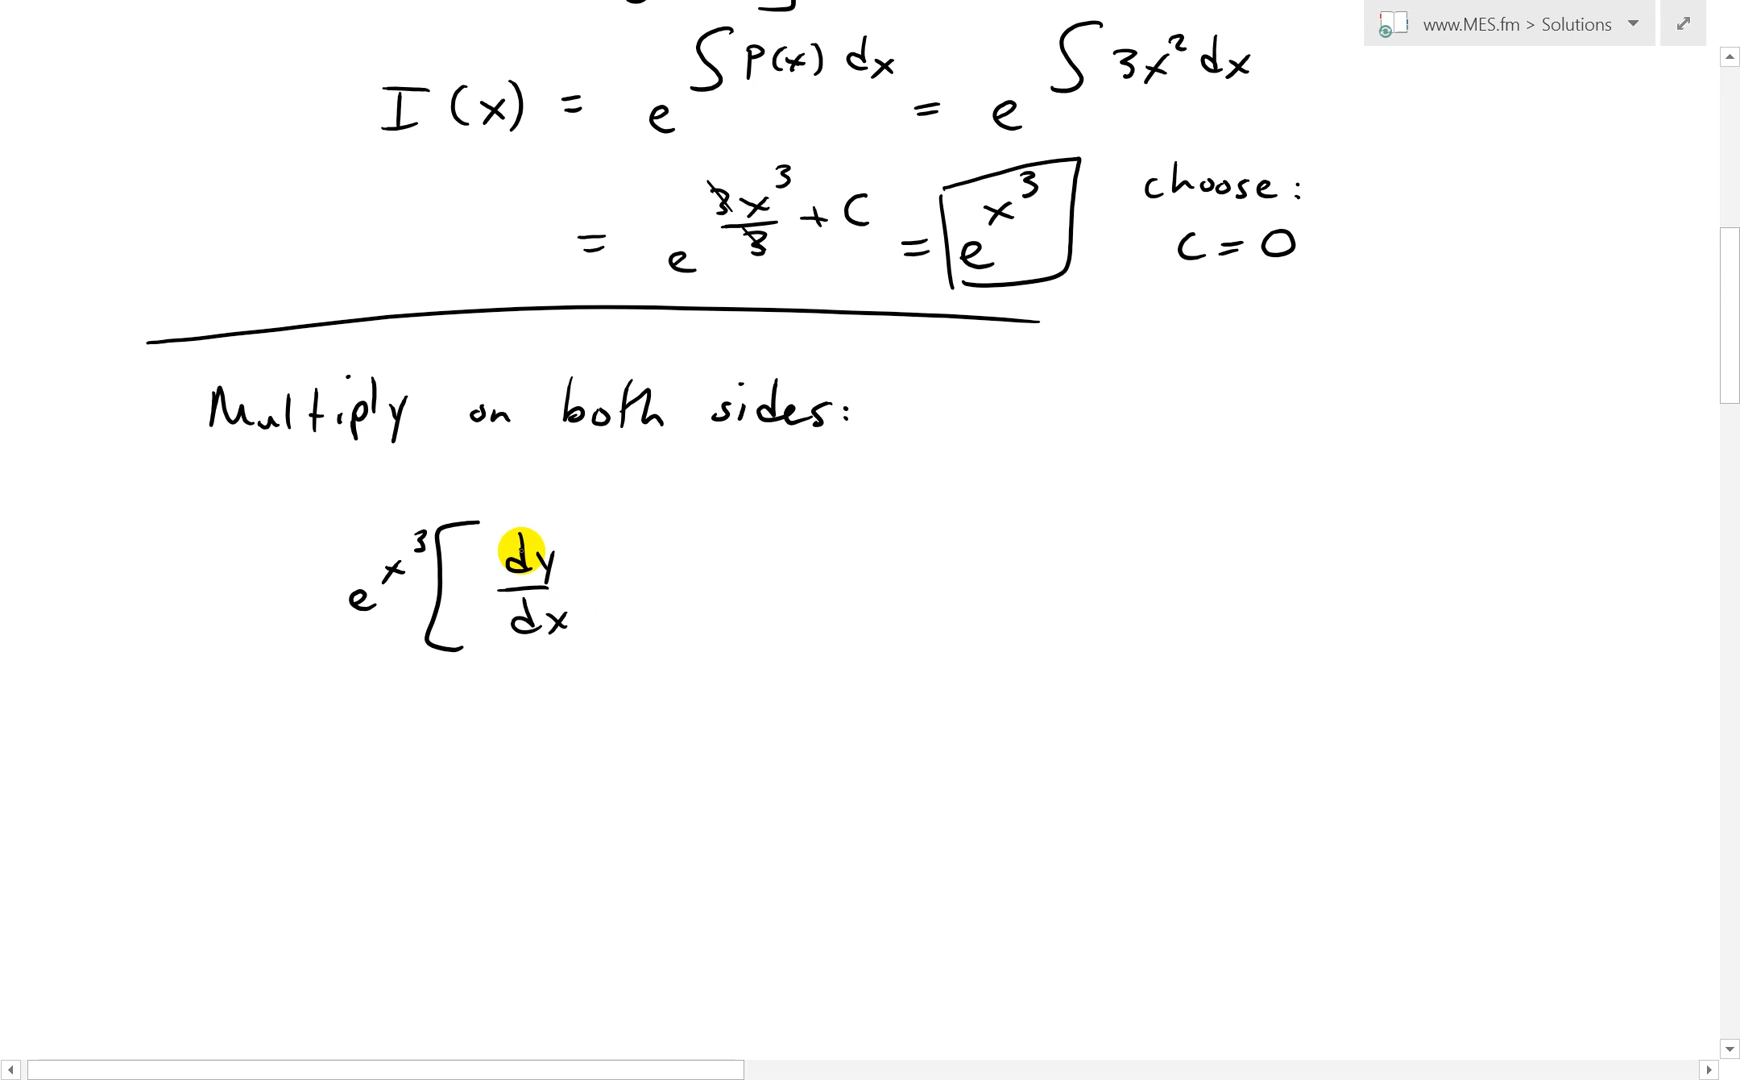 www.MES.fm > Solutions
I(x) = e^{∫P(x) dx} = e^{∫3x² dx}
= e^{3x³/3 + C} = e^{x³} choose: C = 0
Multiply on both sides:
e^{x³} [ dy/dx